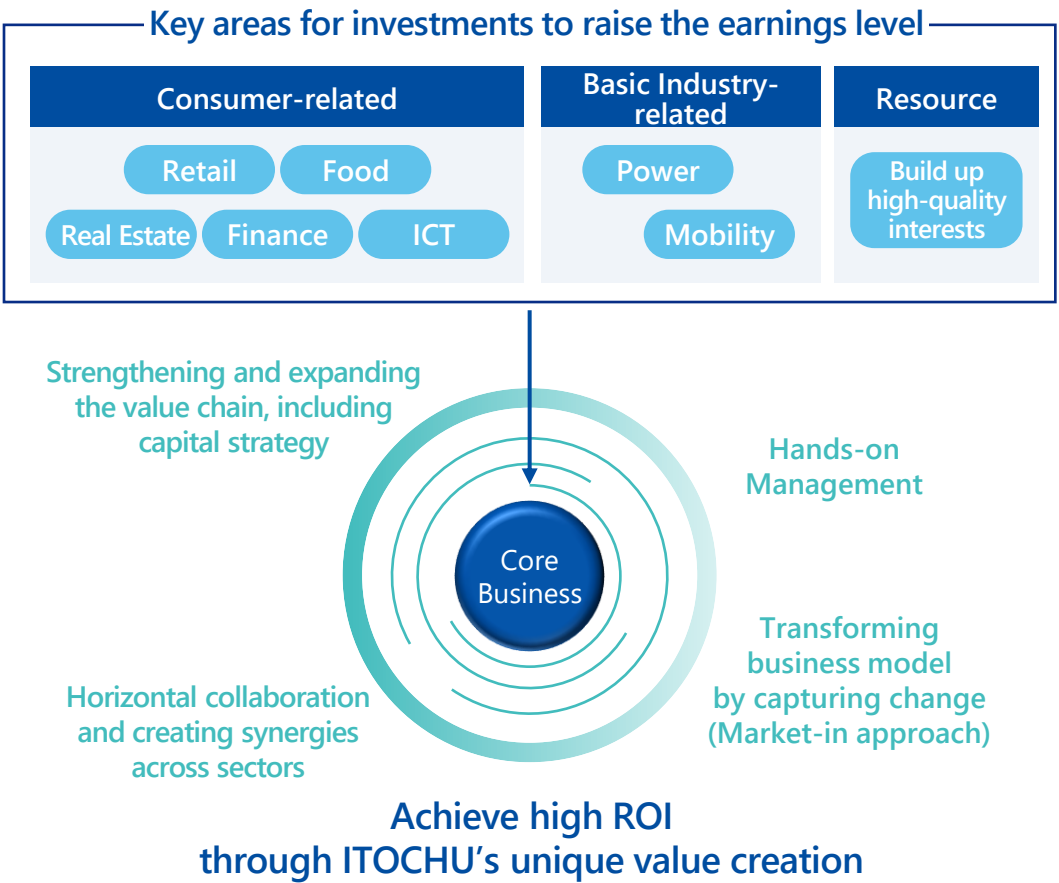 Key areas for investments to raise the earnings level
Consumer-related
Retail
Food
Real Estate
Finance
ICT
Basic Industry-
related
Power
Mobility
Resource
Build up
high-quality
interests
Strengthening and expanding
the value chain, including
capital strategy
Hands-on
Management
Core
Business
Horizontal collaboration
and creating synergies
across sectors
Transforming
business model
by capturing change
(Market-in approach)
Achieve high ROI
through ITOCHU's unique value creation